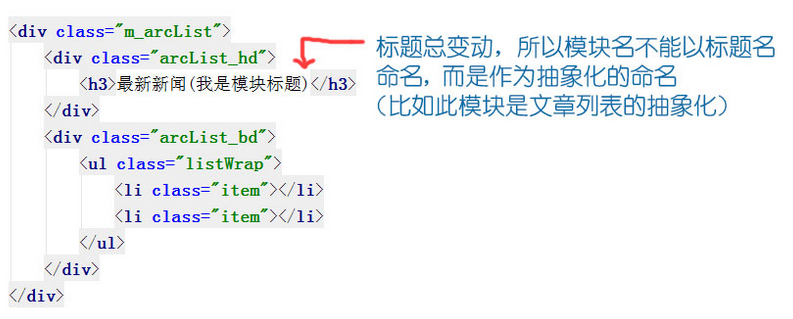 <div class="m_arcList">
<div class="arcList_hd">
<h3>最新新闻(我是模块标题)</h3>
</div>
<div class="arcList_bd">
<ul class="listWrap">
<li class="item"></li>
<li class="item"></li>
</ul>
</div>
</div>
标题总变动，所以模块名不能以标题名
命名，而是作为抽象化的命名
（比如此模块是文章列表的抽象化）